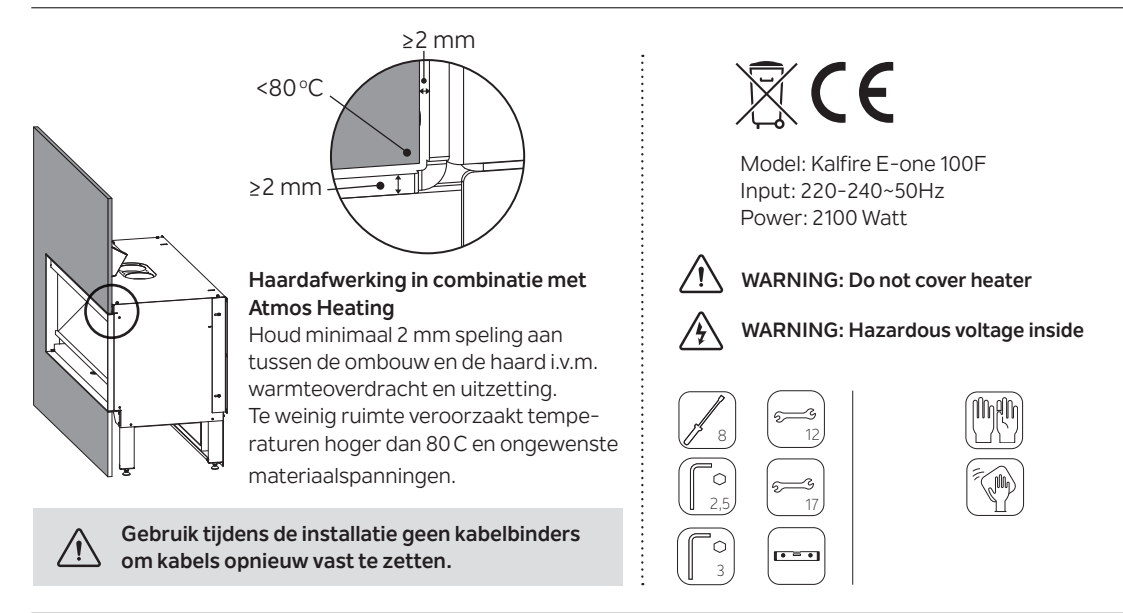 ≥2 mm
<80 °C
≥2 mm
Haardafwerking in combinatie met
Atmos Heating
Houd minimaal 2 mm speling aan
tussen de ombouw en de haard i.v.m.
warmteoverdracht en uitzetting.
Te weinig ruimte veroorzaakt tempe-
raturen hoger dan 80 C en ongewenste
materiaalspanningen.
Gebruik tijdens de installatie geen kabelbinders
om kabels opnieuw vast te zetten.
CE
Model: Kalfire E-one 100F
Input: 220-240~50Hz
Power: 2100 Watt
WARNING: Do not cover heater
WARNING: Hazardous voltage inside
8
12
2,5
17
3